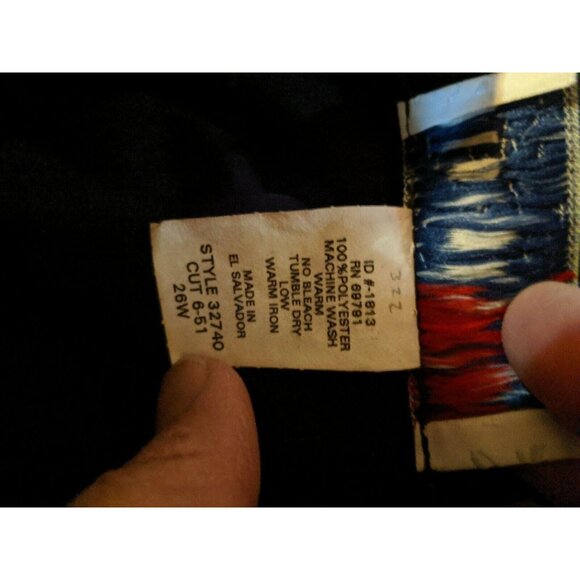 322
ID #-1813
RN 69791
100%POLYESTER
MACHINE WASH
WARM
NO BLEACH
TUMBLE DRY
LOW
WARM IRON
MADE IN
EL SALVADOR
STYLE 32740
CUT 6-51
26W